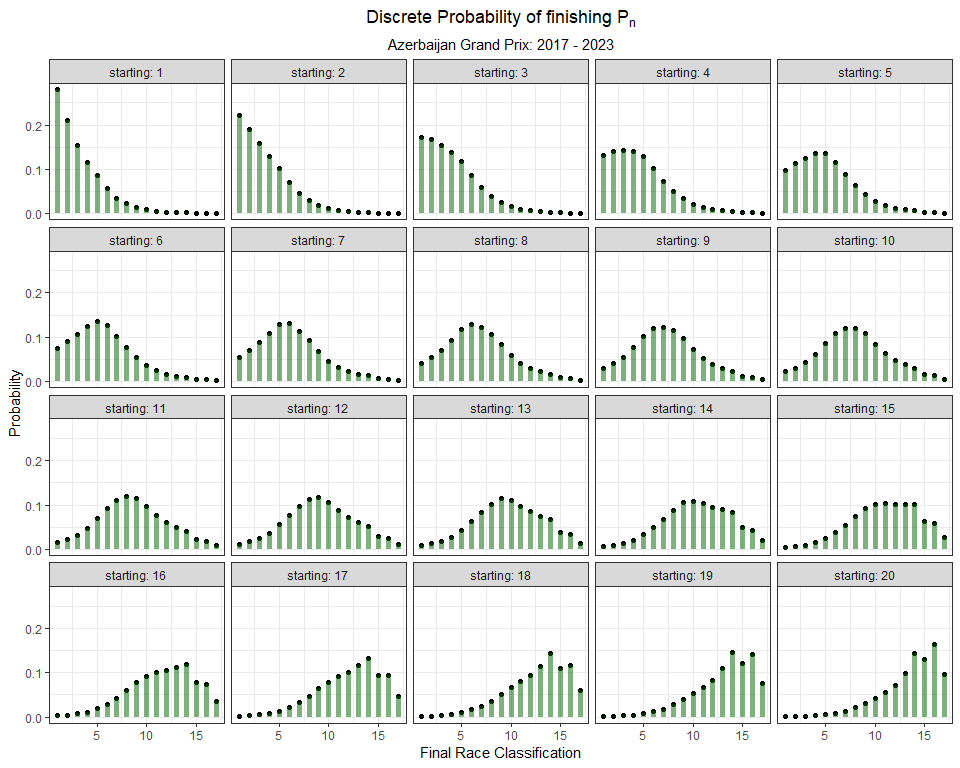 Discrete Probability of finishing Pn
Azerbaijan Grand Prix: 2017 - 2023
starting: 1 starting: 2 starting: 3 starting: 4 starting: 5
0.2
0.1
0.0
starting: 6 starting: 7 starting: 8 starting: 9 starting: 10
0.2
0.1
0.0
Probability
starting: 11 starting: 12 starting: 13 starting: 14 starting: 15
0.2
0.1
0.0
starting: 16 starting: 17 starting: 18 starting: 19 starting: 20
0.2
0.1
0.0
5 10 15 5 10 15 5 10 15 5 10 15 5 10 15
Final Race Classification